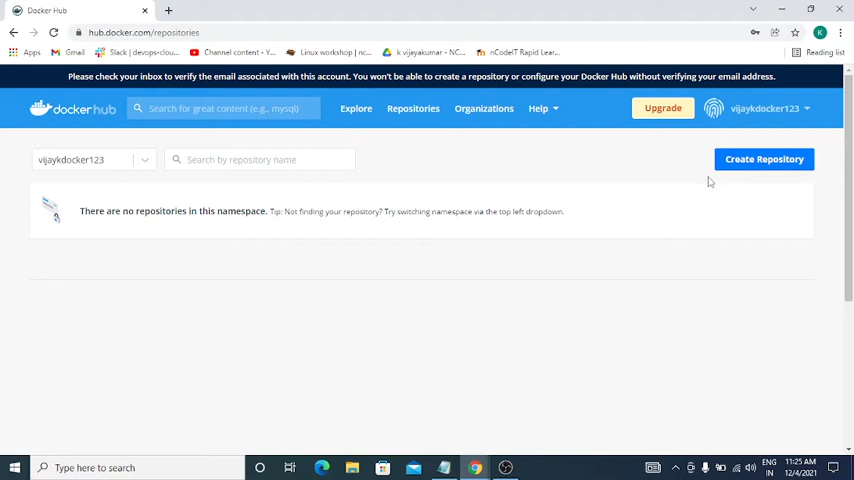 Docker Hub
hub.docker.com/repositories
Apps
Gmail
Slack | devops-clou...
Channel content - Y...
Linux workshop | nc...
k vijayakumar - NC...
nCodeIT Rapid Lear...
Reading list
Please check your inbox to verify the email associated with this account. You won't be able to create a repository or configure your Docker Hub without verifying your email address.
dockerhub
Search for great content (e.g., mysql)
Explore
Repositories
Organizations
Help
Upgrade
vijaykdocker123
vijaykdocker123
Search by repository name
Create Repository
There are no repositories in this namespace. Tip: Not finding your repository? Try switching namespace via the top left dropdown.
Type here to search
ENG
IN
11:25 AM
12/4/2021
K